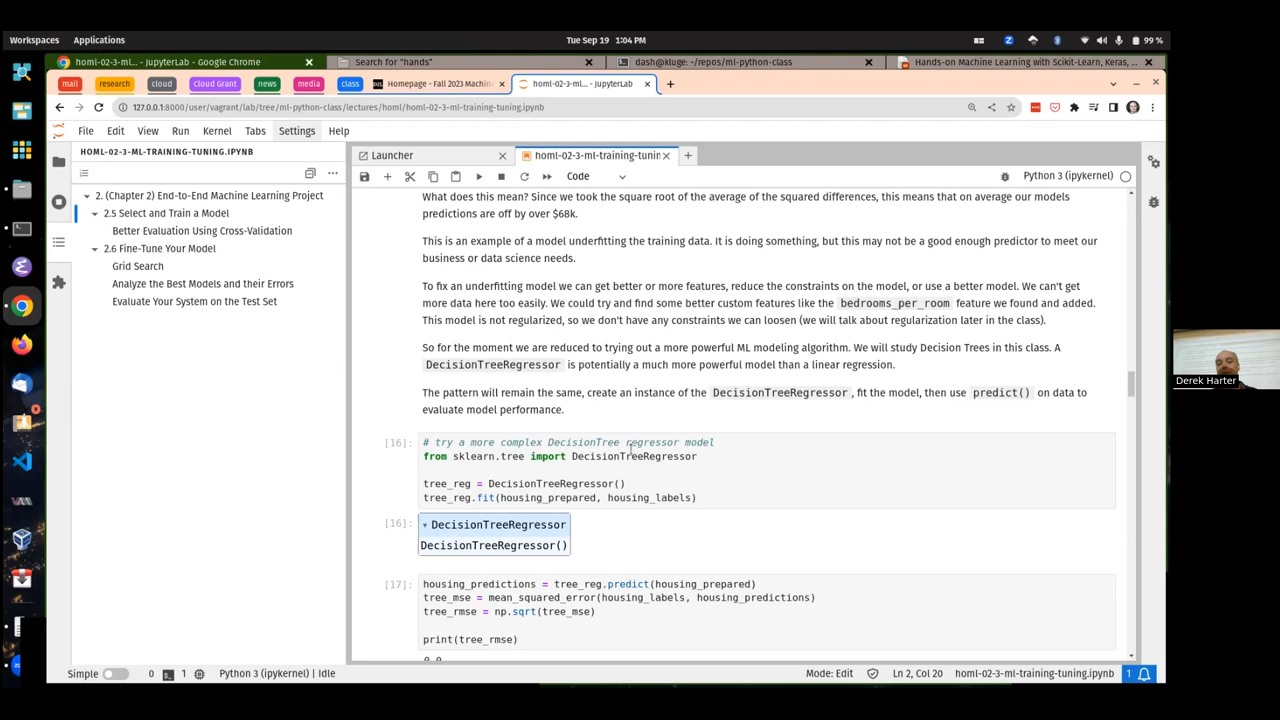 Workspaces Applications Tue Sep 19 1:04 PM 99 %
homl-02-3-ml... - JupyterLab - Google Chrome × Search for "hands" × dash@kluge: ~/repos/ml-python-class × Hands-on Machine Learning with Scikit-Learn, Keras, ... ×
mail research cloud Cloud Grant news media class Homepage - Fall 2023 Machin × homl-02-3-ml... - JupyterLab × +
127.0.0.1:8000/user/vagrant/lab/tree/ml-python-class/lectures/homl/homl-02-3-ml-training-tuning.ipynb
File Edit View Run Kernel Tabs Settings Help
HOML-02-3-ML-TRAINING-TUNING.IPYNB
2. (Chapter 2) End-to-End Machine Learning Project
2.5 Select and Train a Model
Better Evaluation Using Cross-Validation
2.6 Fine-Tune Your Model
Grid Search
Analyze the Best Models and their Errors
Evaluate Your System on the Test Set
Launcher × homl-02-3-ml-training-tunin × +
Code Python 3 (ipykernel)
What does this mean? Since we took the square root of the average of the squared differences, this means that on average our models
predictions are off by over $68k.
This is an example of a model underfitting the training data. It is doing something, but this may not be a good enough predictor to meet our
business or data science needs.
To fix an underfitting model we can get better or more features, reduce the constraints on the model, or use a better model. We can't get
more data here too easily. We could try and find some better custom features like the bedrooms_per_room feature we found and added.
This model is not regularized, so we don't have any constraints we can loosen (we will talk about regularization later in the class).
So for the moment we are reduced to trying out a more powerful ML modeling algorithm. We will study Decision Trees in this class. A
DecisionTreeRegressor is potentially a much more powerful model than a linear regression.
The pattern will remain the same, create an instance of the DecisionTreeRegressor, fit the model, then use predict() on data to
evaluate model performance.
[16]: # try a more complex DecisionTree regressor model
from sklearn.tree import DecisionTreeRegressor
tree_reg = DecisionTreeRegressor()
tree_reg.fit(housing_prepared, housing_labels)
[16]: DecisionTreeRegressor
DecisionTreeRegressor()
[17]: housing_predictions = tree_reg.predict(housing_prepared)
tree_mse = mean_squared_error(housing_labels, housing_predictions)
tree_rmse = np.sqrt(tree_mse)
print(tree_rmse)
0.0
Simple 0 1 Python 3 (ipykernel) | Idle Mode: Edit Ln 2, Col 20 homl-02-3-ml-training-tuning.ipynb 1
Derek Harter